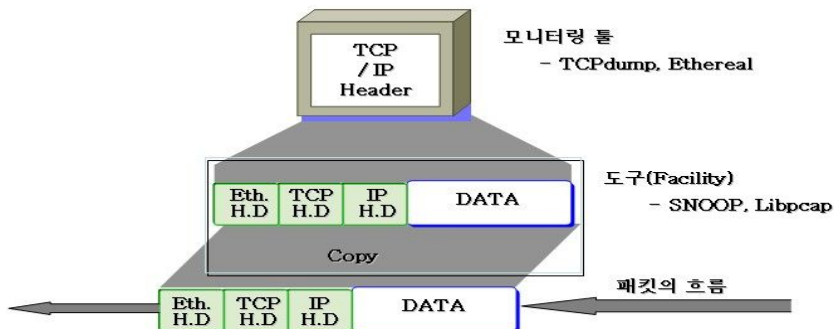 TCP
/ IP
Header
모니터링 툴
- TCPdump, Ethereal
Eth.
H.D
TCP
H.D
IP
H.D
DATA
도구(Facility)
- SNOOP, Libpcap
Copy
패킷의 흐름
Eth.
H.D
TCP
H.D
IP
H.D
DATA